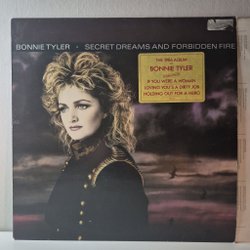 BONNIE TYLER · SECRET DREAMS AND FORBIDDEN FIRE
THE 1986 ALBUM
BONNIE TYLER
IF YOU WERE A WOMAN
LOVING YOU'S A DIRTY JOB
HOLDING OUT FOR A HERO